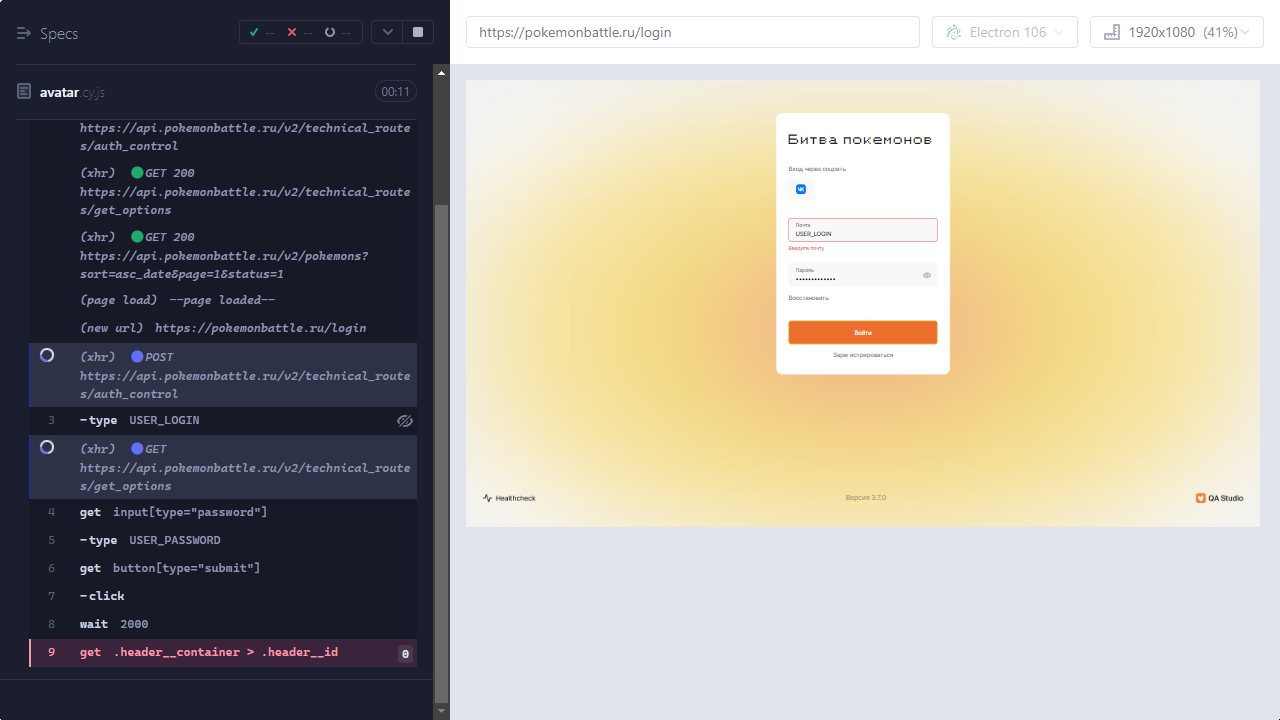 Specs
-- -- --
https://pokemonbattle.ru/login
Electron 106
1920x1080 (41%)
avatar.cy.js
00:11
https://api.pokemonbattle.ru/v2/technical_route
s/auth_control
(xhr) GET 200
https://api.pokemonbattle.ru/v2/technical_route
s/get_options
(xhr) GET 200
https://api.pokemonbattle.ru/v2/pokemons?
sort=asc_date&page=1&status=1
(page load) --page loaded--
(new url) https://pokemonbattle.ru/login
(xhr) POST
https://api.pokemonbattle.ru/v2/technical_route
s/auth_control
3 -type USER_LOGIN
(xhr) GET
https://api.pokemonbattle.ru/v2/technical_route
s/get_options
4 get input[type="password"]
5 -type USER_PASSWORD
6 get button[type="submit"]
7 -click
8 wait 2000
9 get .header__container > .header__id 0
Битва покемонов
Вход через соцсеть
Почта
USER_LOGIN
Введите почту
Пароль
•••••••••••••
Восстановить
Войти
Зарегистрироваться
Healthcheck
Версия 3.7.0
QA Studio